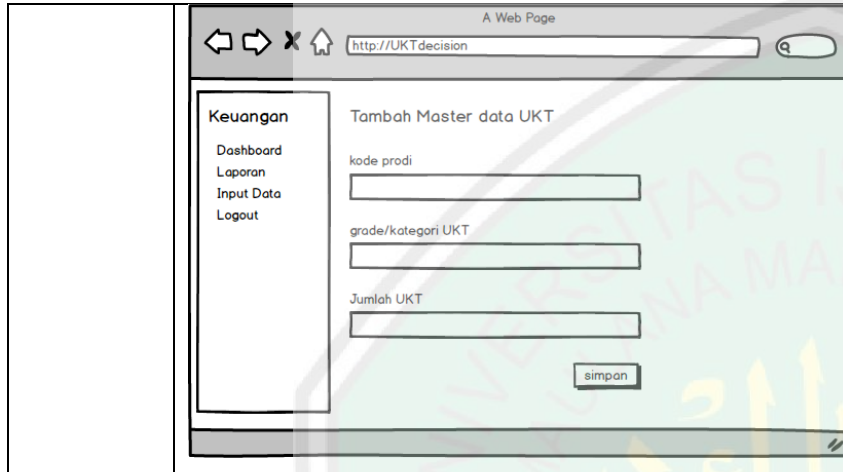 A Web Page
http://UKTdecision
Keuangan
Dashboard
Laporan
Input Data
Logout
Tambah Master data UKT
kode prodi
grade/kategori UKT
Jumlah UKT
simpan